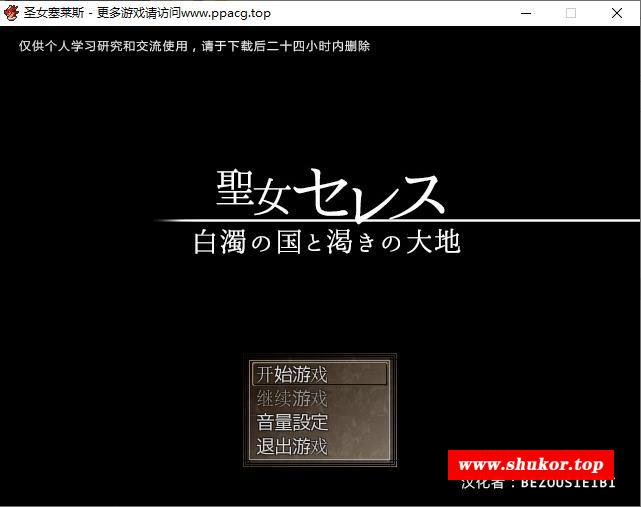 圣女塞莱斯 - 更多游戏请访问www.ppacg.top
仅供个人学习研究和交流使用，请于下载后二十四小时内删除
聖女セレス
白濁の国と渇きの大地
开始游戏
继续游戏
音量設定
退出游戏
www.shukor.top
汉化者：BEZOUSIEIBI